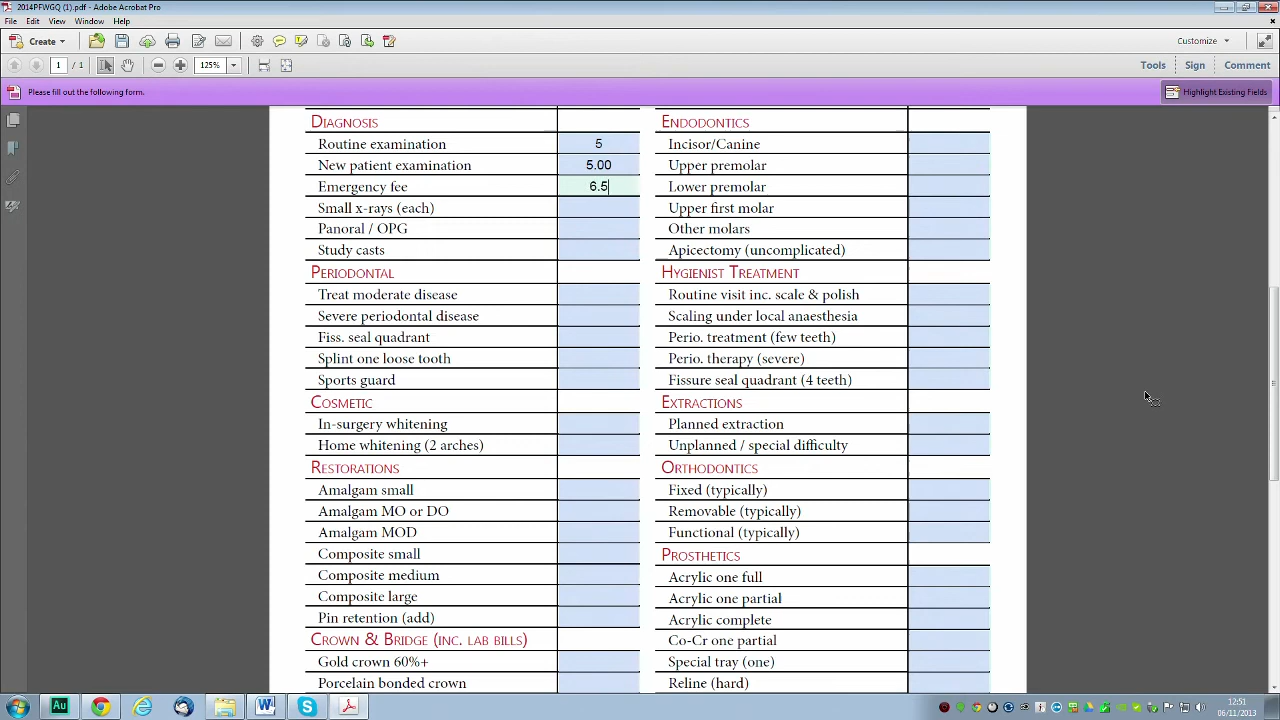 2014PFWGQ (1).pdf - Adobe Acrobat Pro
File Edit View Window Help
Create
Customize
1 / 1
125%
Tools Sign Comment
Please fill out the following form.
Highlight Existing Fields
DIAGNOSIS
Routine examination 5
New patient examination 5.00
Emergency fee 6.5
Small x-rays (each)
Panoral / OPG
Study casts
PERIODONTAL
Treat moderate disease
Severe periodontal disease
Fiss. seal quadrant
Splint one loose tooth
Sports guard
COSMETIC
In-surgery whitening
Home whitening (2 arches)
RESTORATIONS
Amalgam small
Amalgam MO or DO
Amalgam MOD
Composite small
Composite medium
Composite large
Pin retention (add)
CROWN & BRIDGE (INC. LAB BILLS)
Gold crown 60%+
Porcelain bonded crown
ENDODONTICS
Incisor/Canine
Upper premolar
Lower premolar
Upper first molar
Other molars
Apicectomy (uncomplicated)
HYGIENIST TREATMENT
Routine visit inc. scale & polish
Scaling under local anaesthesia
Perio. treatment (few teeth)
Perio. therapy (severe)
Fissure seal quadrant (4 teeth)
EXTRACTIONS
Planned extraction
Unplanned / special difficulty
ORTHODONTICS
Fixed (typically)
Removable (typically)
Functional (typically)
PROSTHETICS
Acrylic one full
Acrylic one partial
Acrylic complete
Co-Cr one partial
Special tray (one)
Reline (hard)
Au
12:51
06/11/2013